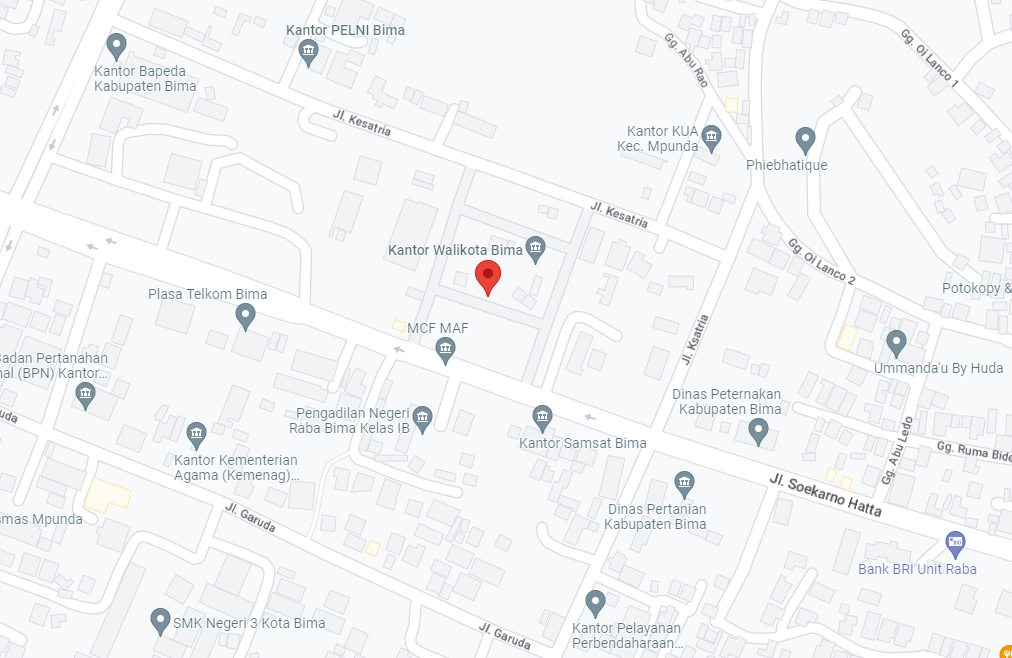 Kantor PELNI Bima
Kantor Bapeda
Kabupaten Bima
Gg. Abu Rao
Gg. Oi Lanco 1
Jl. Kesatria
Kantor KUA
Kec. Mpunda
Phiebhatique
Jl. Kesatria
Kantor Walikota Bima
Gg. Oi Lanco 2
Plasa Telkom Bima
Potokopy &
MCF MAF
Jl. Ksatria
Badan Pertanahan
nal (BPN) Kantor...
Ummanda'u By Huda
Dinas Peternakan
Kabupaten Bima
uda
Pengadilan Negeri
Raba Bima Kelas IB
Kantor Samsat Bima
Gg. Abu Ledo
Gg. Ruma Bide
Kantor Kementerian
Agama (Kemenag)...
Jl. Soekarno Hatta
smas Mpunda
Jl. Garuda
Dinas Pertanian
Kabupaten Bima
Bank BRI Unit Raba
SMK Negeri 3 Kota Bima
Jl. Garuda
Kantor Pelayanan
Perbendaharaan...